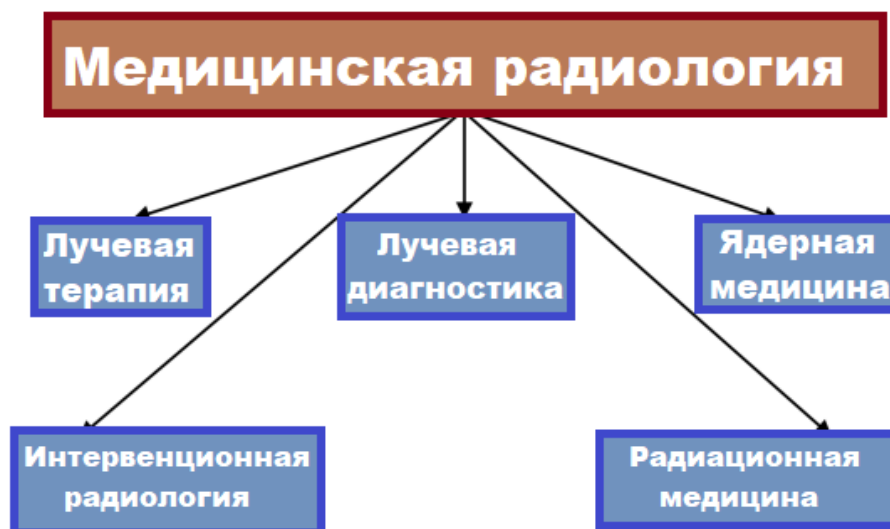 Медицинская радиология
Лучевая
терапия
Лучевая
диагностика
Ядерная
медицина
Интервенционная
радиология
Радиационная
медицина